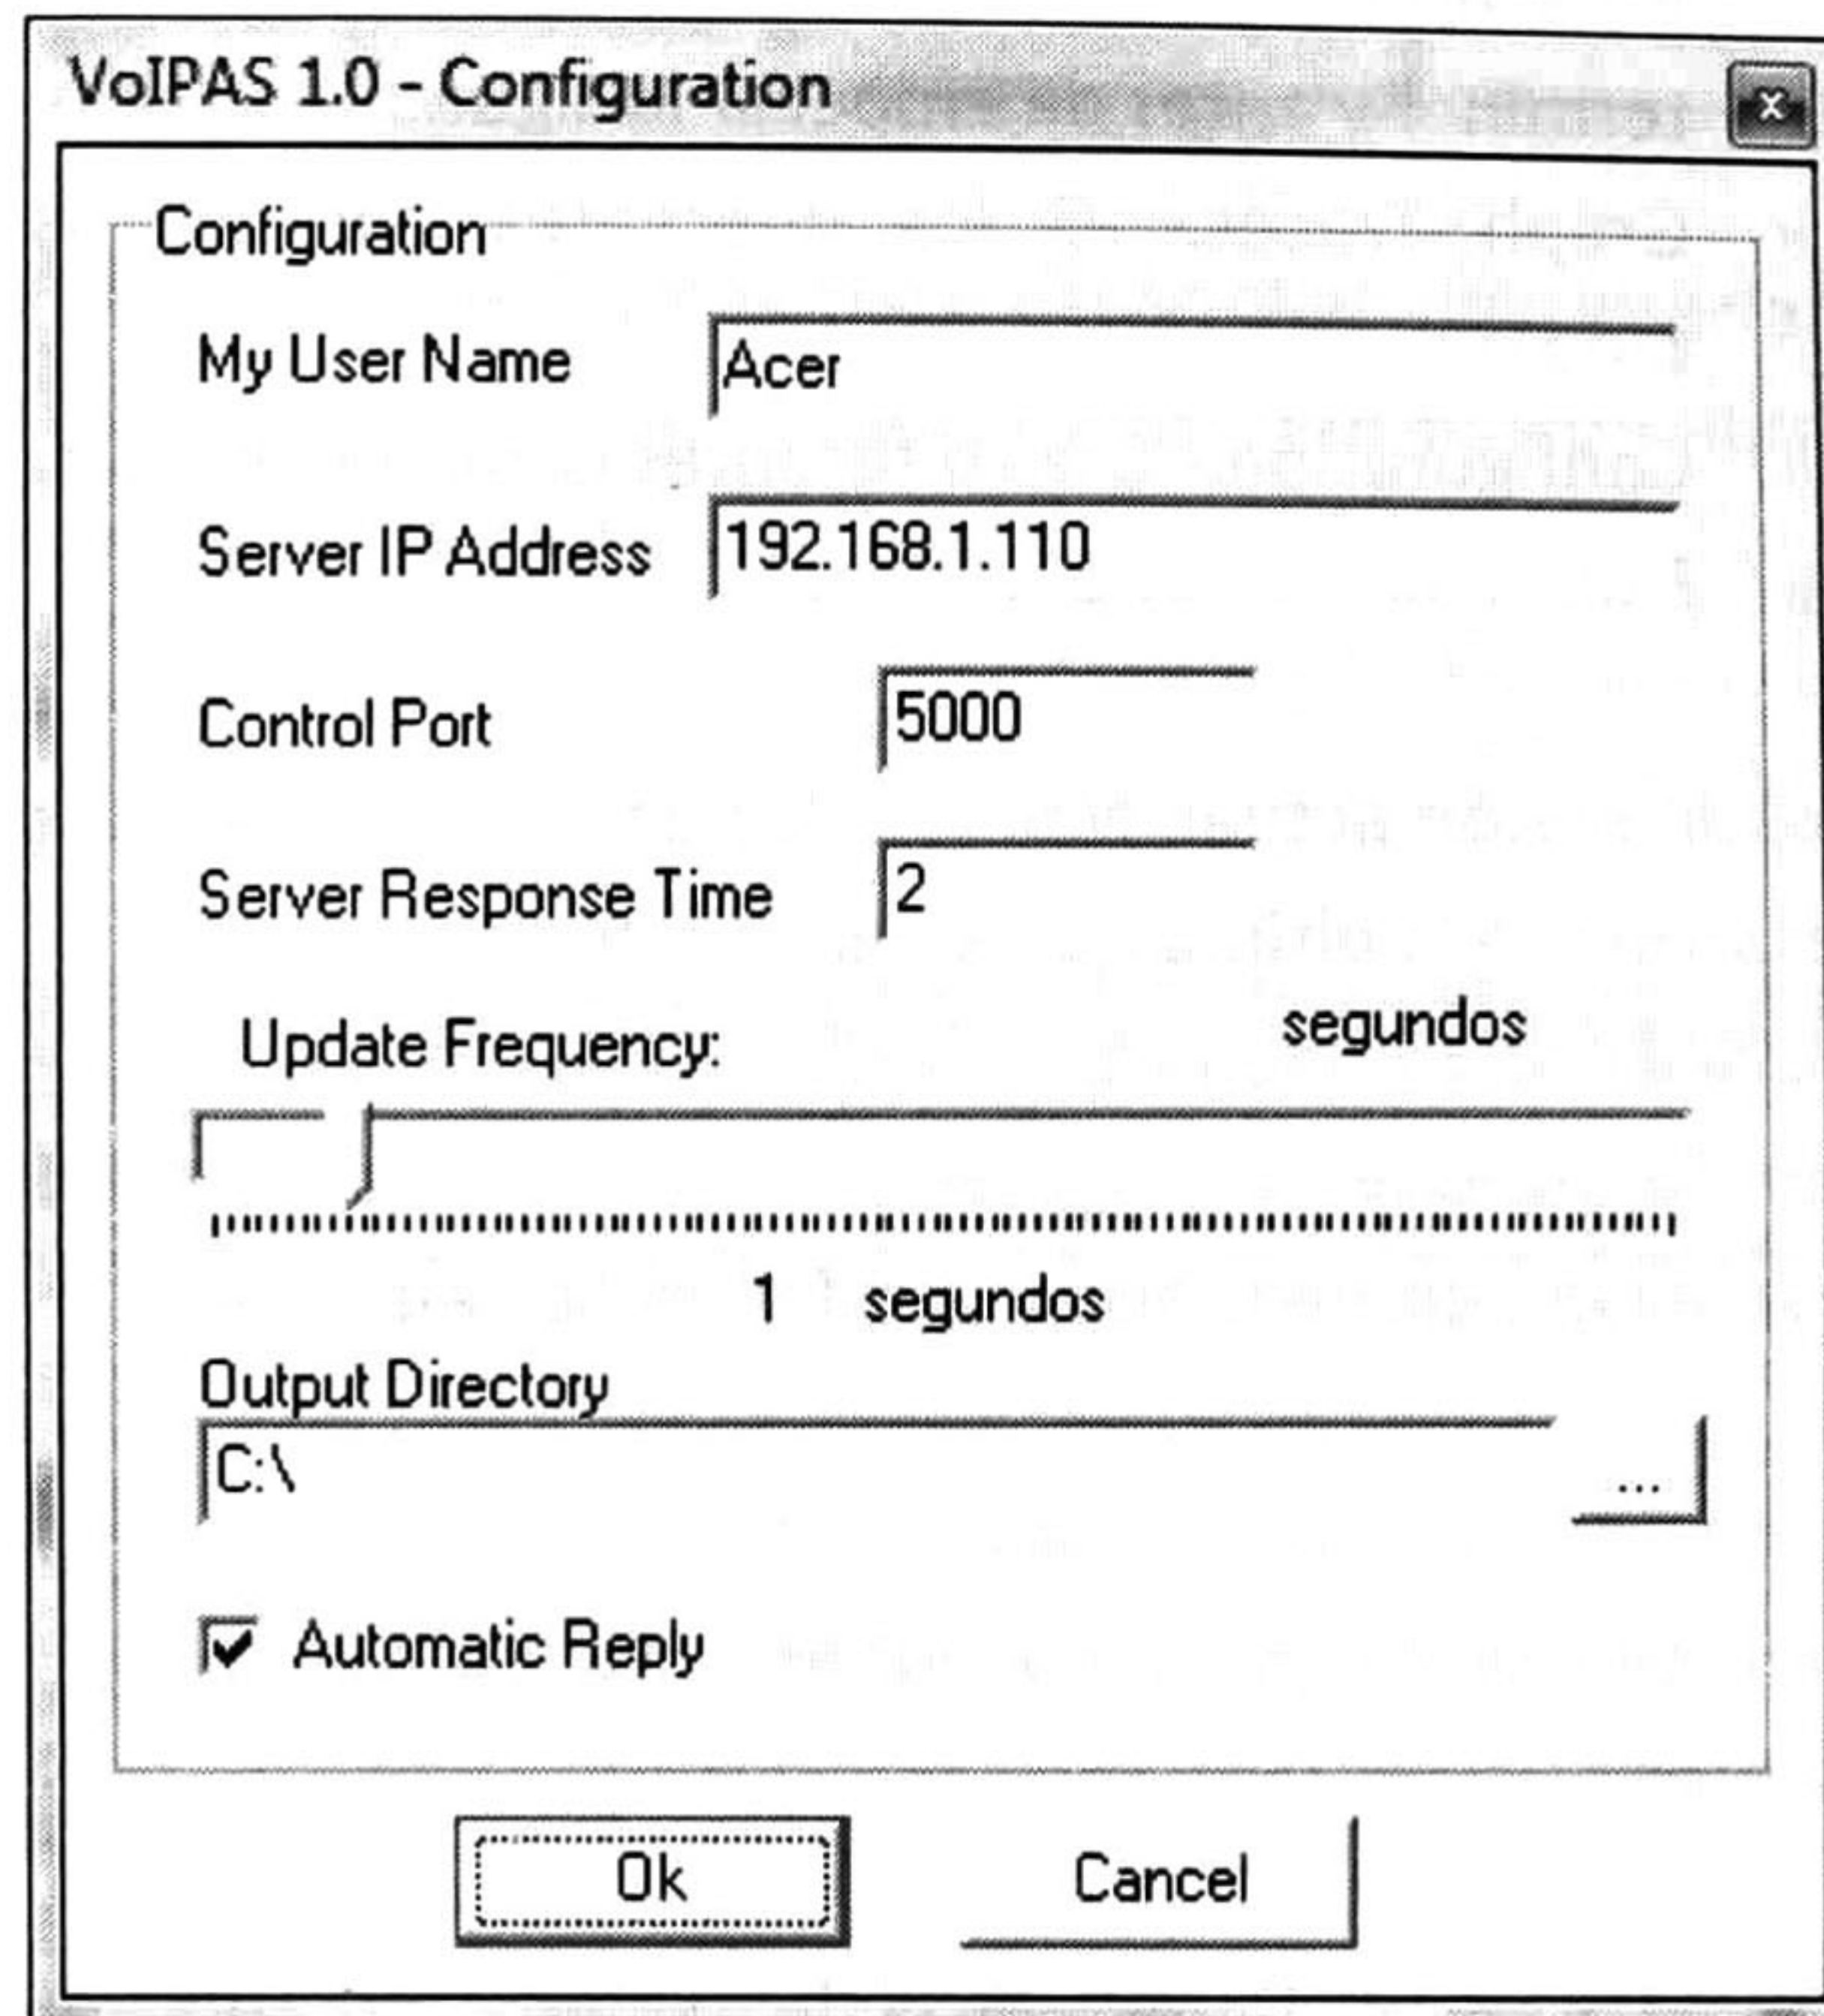 VoIPAS 1.0 - Configuration
Configuration
My User Name Acer
Server IP Address 192.168.1.110
Control Port 5000
Server Response Time 2
Update Frequency: segundos
1 segundos
Output Directory
C:\ ...
Automatic Reply
Ok Cancel